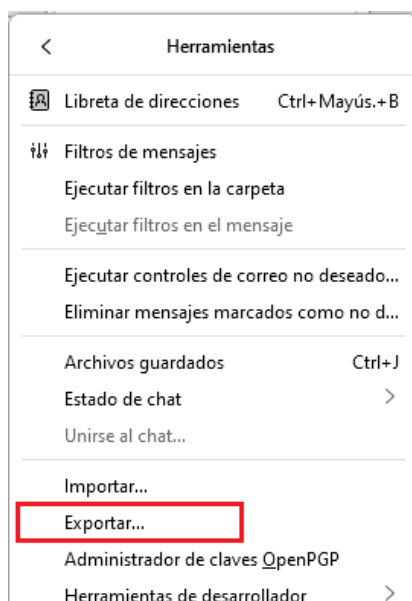 Herramientas
Libreta de direcciones Ctrl+Mayús.+B
Filtros de mensajes
Ejecutar filtros en la carpeta
Ejecutar filtros en el mensaje
Ejecutar controles de correo no deseado...
Eliminar mensajes marcados como no d...
Archivos guardados Ctrl+J
Estado de chat
Unirse al chat...
Importar...
Exportar...
Administrador de claves OpenPGP
Herramientas de desarrollador